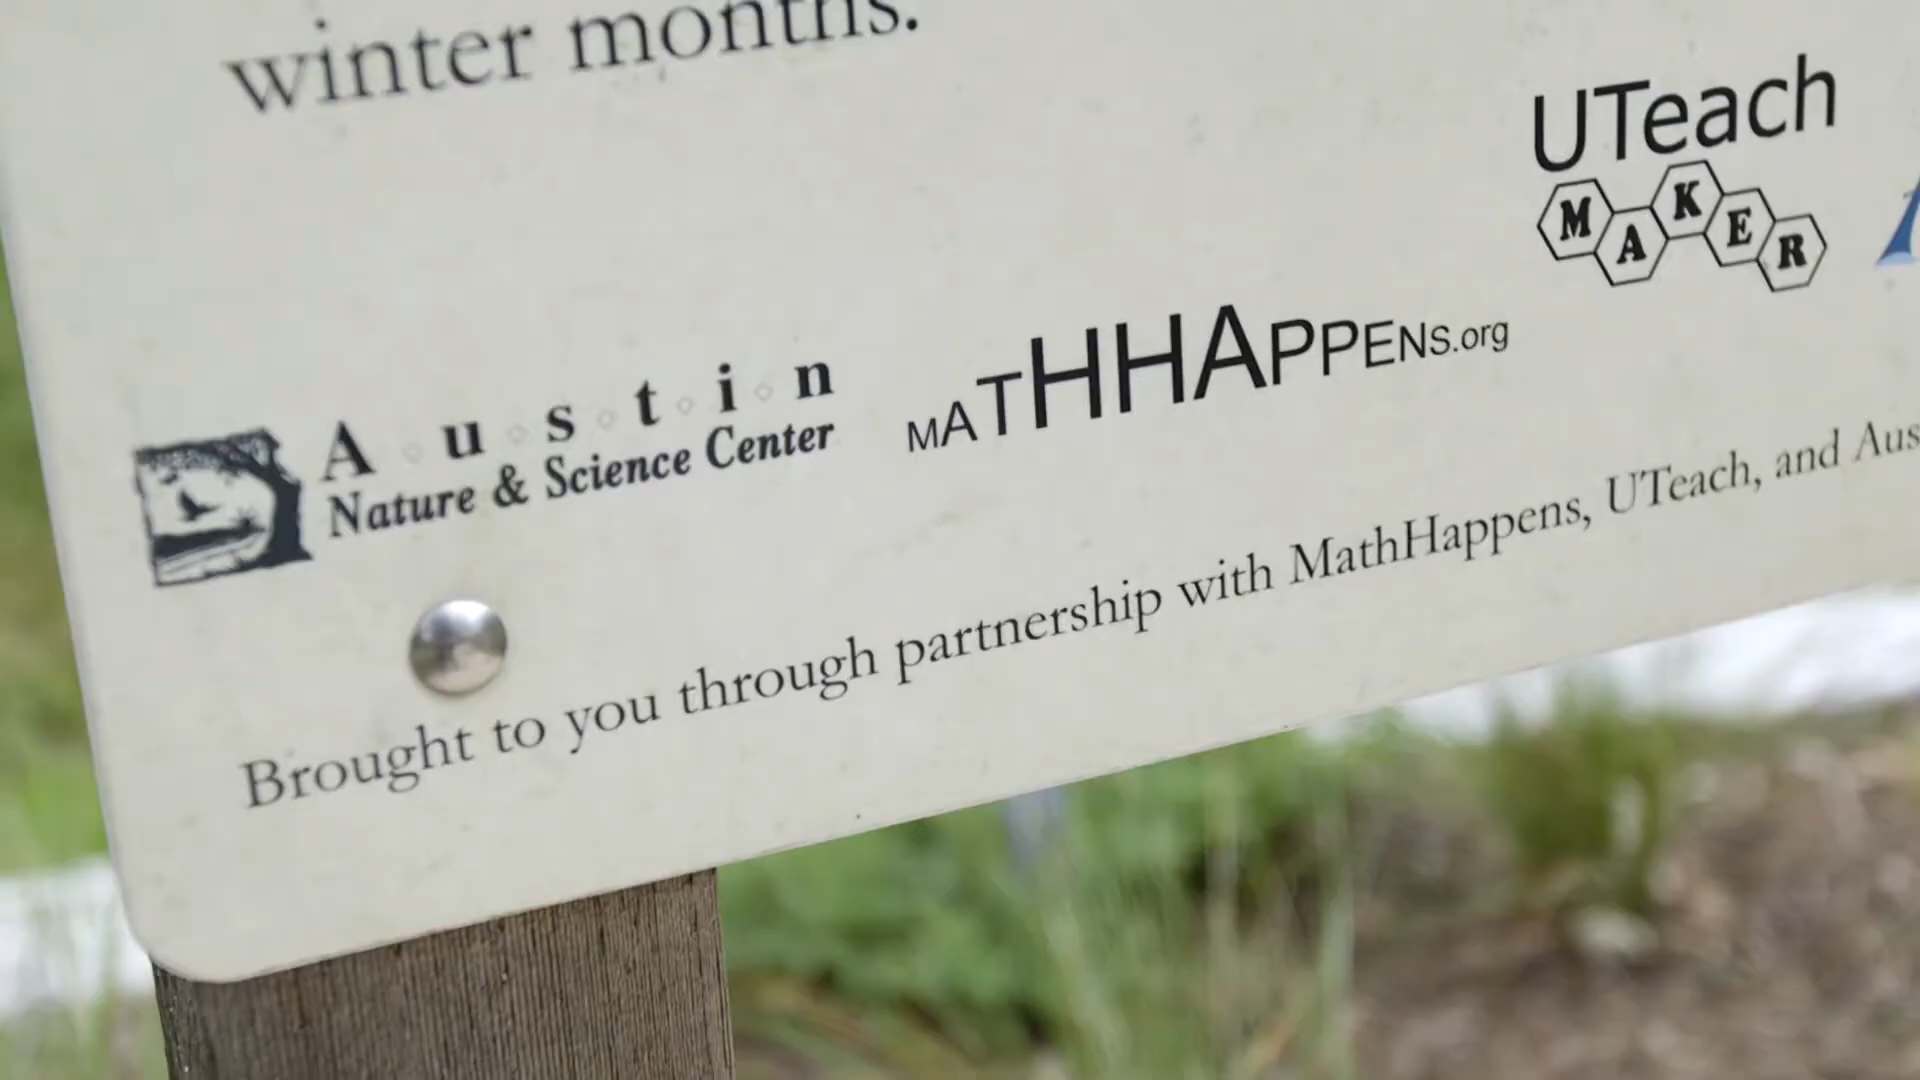 winter months.
UTeach
MAKER
Austin
Nature & Science Center
MATHHAPPENS.org
Brought to you through partnership with MathHappens, UTeach, and Aus